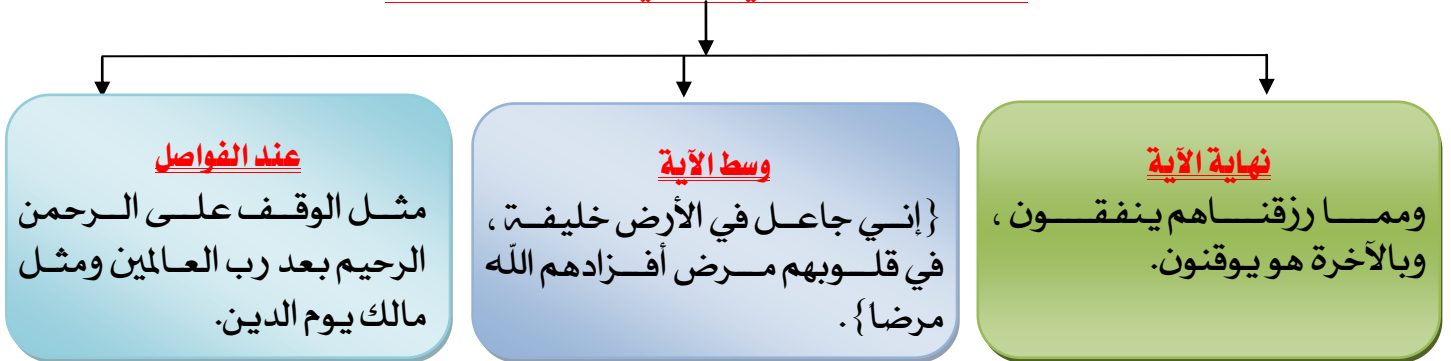 نهاية الآية
ومما رزقناهم ينفقون ،
وبالآخرة هو يوقنون.
وسط الآية
{إني جاعل في الأرض خليفة ،
في قلوبهم مرض أفزادهم الله
مرضا} .
عند الفواصل
مثل الوقف على الرحمن
الرحيم بعد رب العالمين ومثل
مالك يوم الدين.